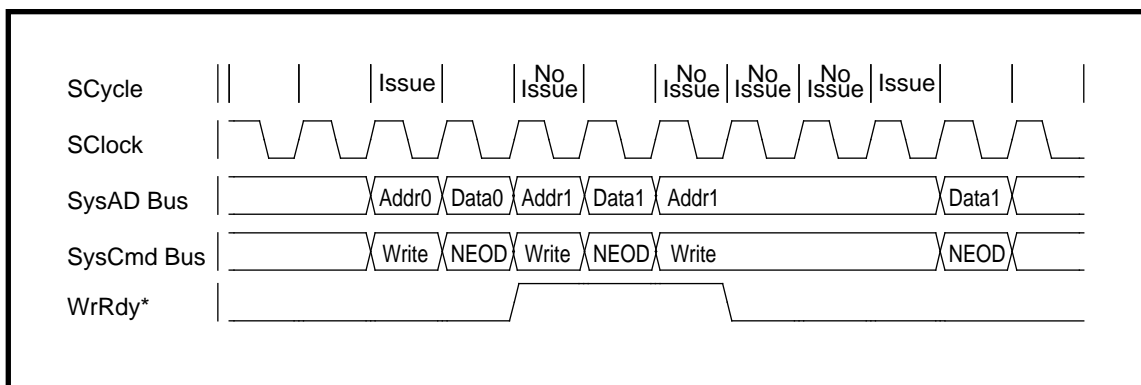 SCycle Issue No Issue No Issue No Issue No Issue Issue
SClock
SysAD Bus Addr0 Data0 Addr1 Data1 Addr1 Data1
SysCmd Bus Write NEOD Write NEOD Write NEOD
WrRdy*